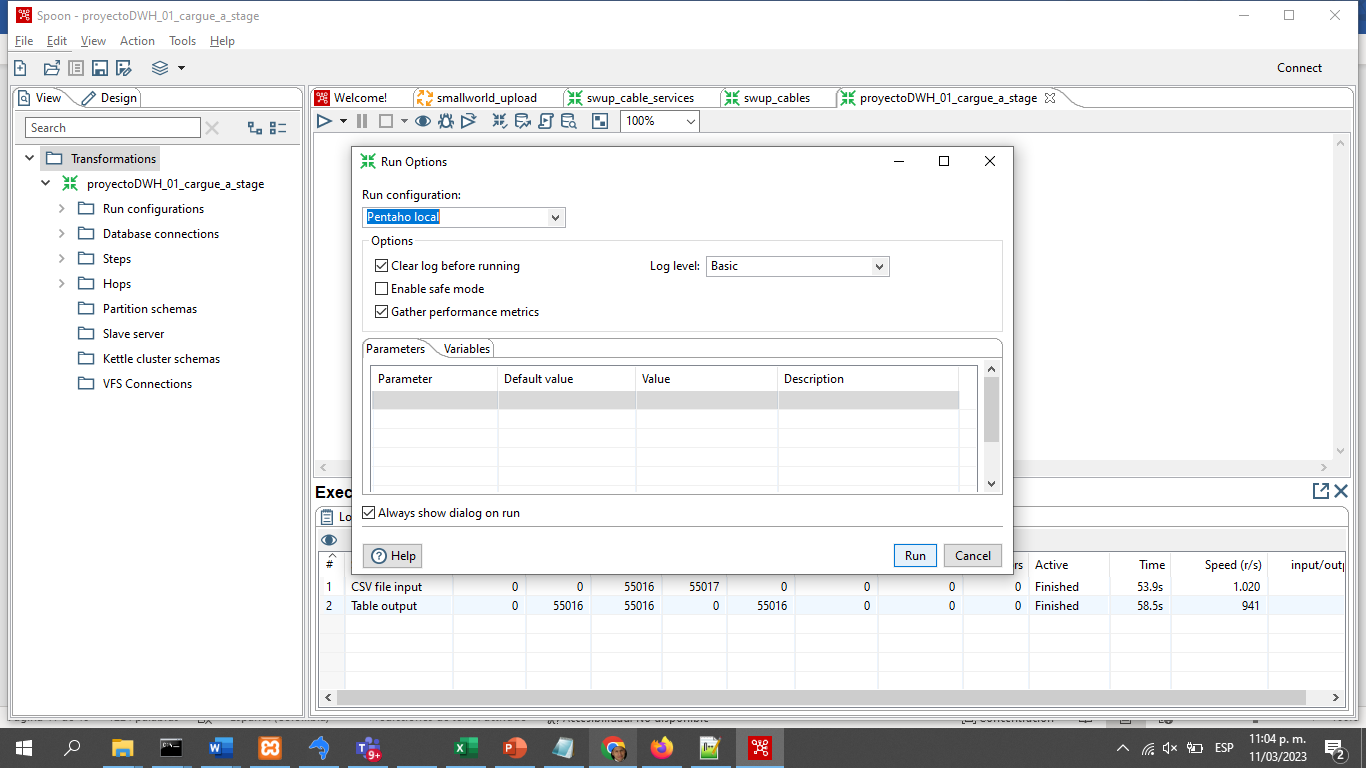 Spoon - proyectoDWH_01_cargue_a_stage
File Edit View Action Tools Help
Connect
View Design
Welcome! smallworld_upload swup_cable_services swup_cables proyectoDWH_01_cargue_a_stage
Search
100%
Transformations
proyectoDWH_01_cargue_a_stage
Run configurations
Database connections
Steps
Hops
Partition schemas
Slave server
Kettle cluster schemas
VFS Connections
Run Options
Run configuration:
Pentaho local
Options
Clear log before running Log level: Basic
Enable safe mode
Gather performance metrics
Parameters Variables
Parameter Default value Value Description
Always show dialog on run
Help Run Cancel
Exec
Lo
# rs Active Time Speed (r/s) input/outp
1 CSV file input 0 0 55016 55017 0 0 0 0 Finished 53.9s 1.020
2 Table output 0 55016 55016 0 55016 0 0 0 Finished 58.5s 941
9+
ESP
11:04 p. m.
11/03/2023
2